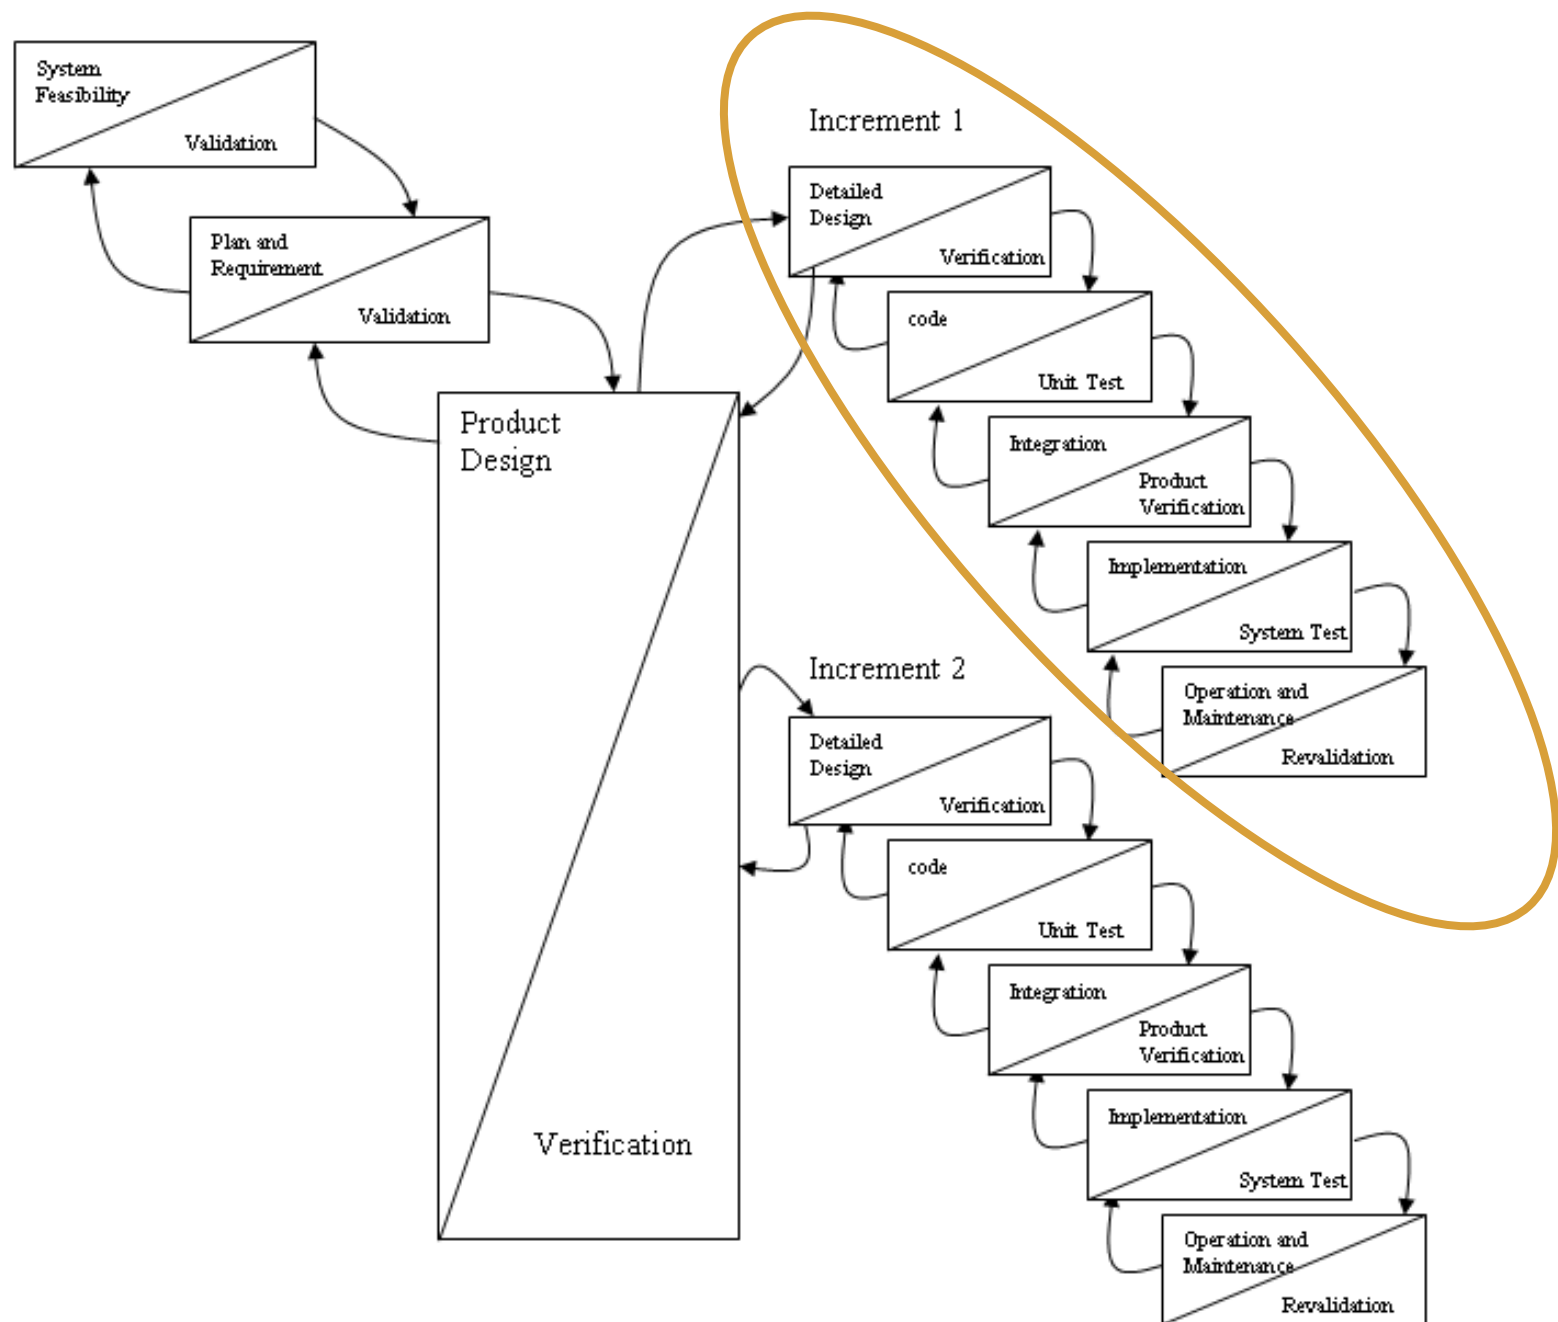 System
Feasibility
Validation
Plan and
Requirement
Validation
Product
Design
Verification
Increment 1
Detailed
Design
Verification
code
Unit Test
Integration
Product
Verification
Implementation
System Test
Operation and
Maintenance
Revalidation
Increment 2
Detailed
Design
Verification
code
Unit Test
Integration
Product
Verification
Implementation
System Test
Operation and
Maintenance
Revalidation